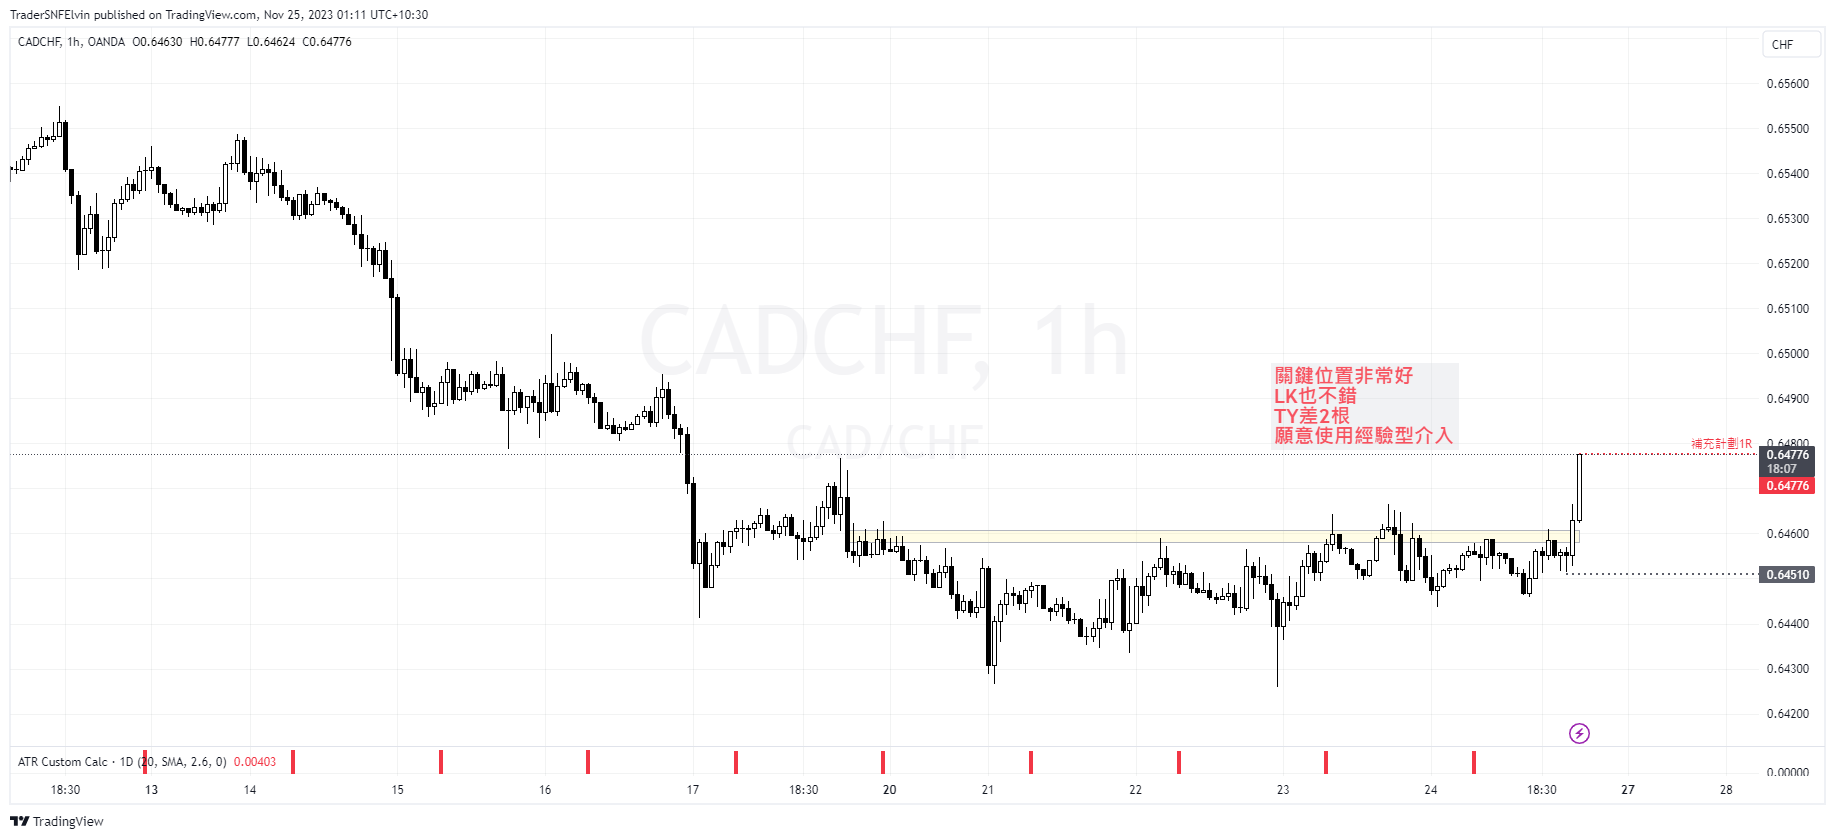 TraderSNFElvin published on TradingView.com, Nov 25, 2023 01:11 UTC+10:30
CADCHF, 1h, OANDA O0.64630 H0.64777 L0.64624 C0.64776
CHF
0.65600
0.65500
0.65400
0.65300
0.65200
0.65100
CADCHF, 1h
0.65000
關鍵位置非常好
LK也不錯
0.64900
TY差2根
願意使用經驗型介入
CAD/CHF
補充計劃1R
0.64800
0.64776
18:07
0.64776
0.64600
0.64510
0.64400
0.64300
0.64200
ATR Custom Calc · 1D (20, SMA, 2.6, 0) 0.00403
0.00000
18:30 13 14 15 16 17 18:30 20 21 22 23 24 18:30 27 28
TradingView